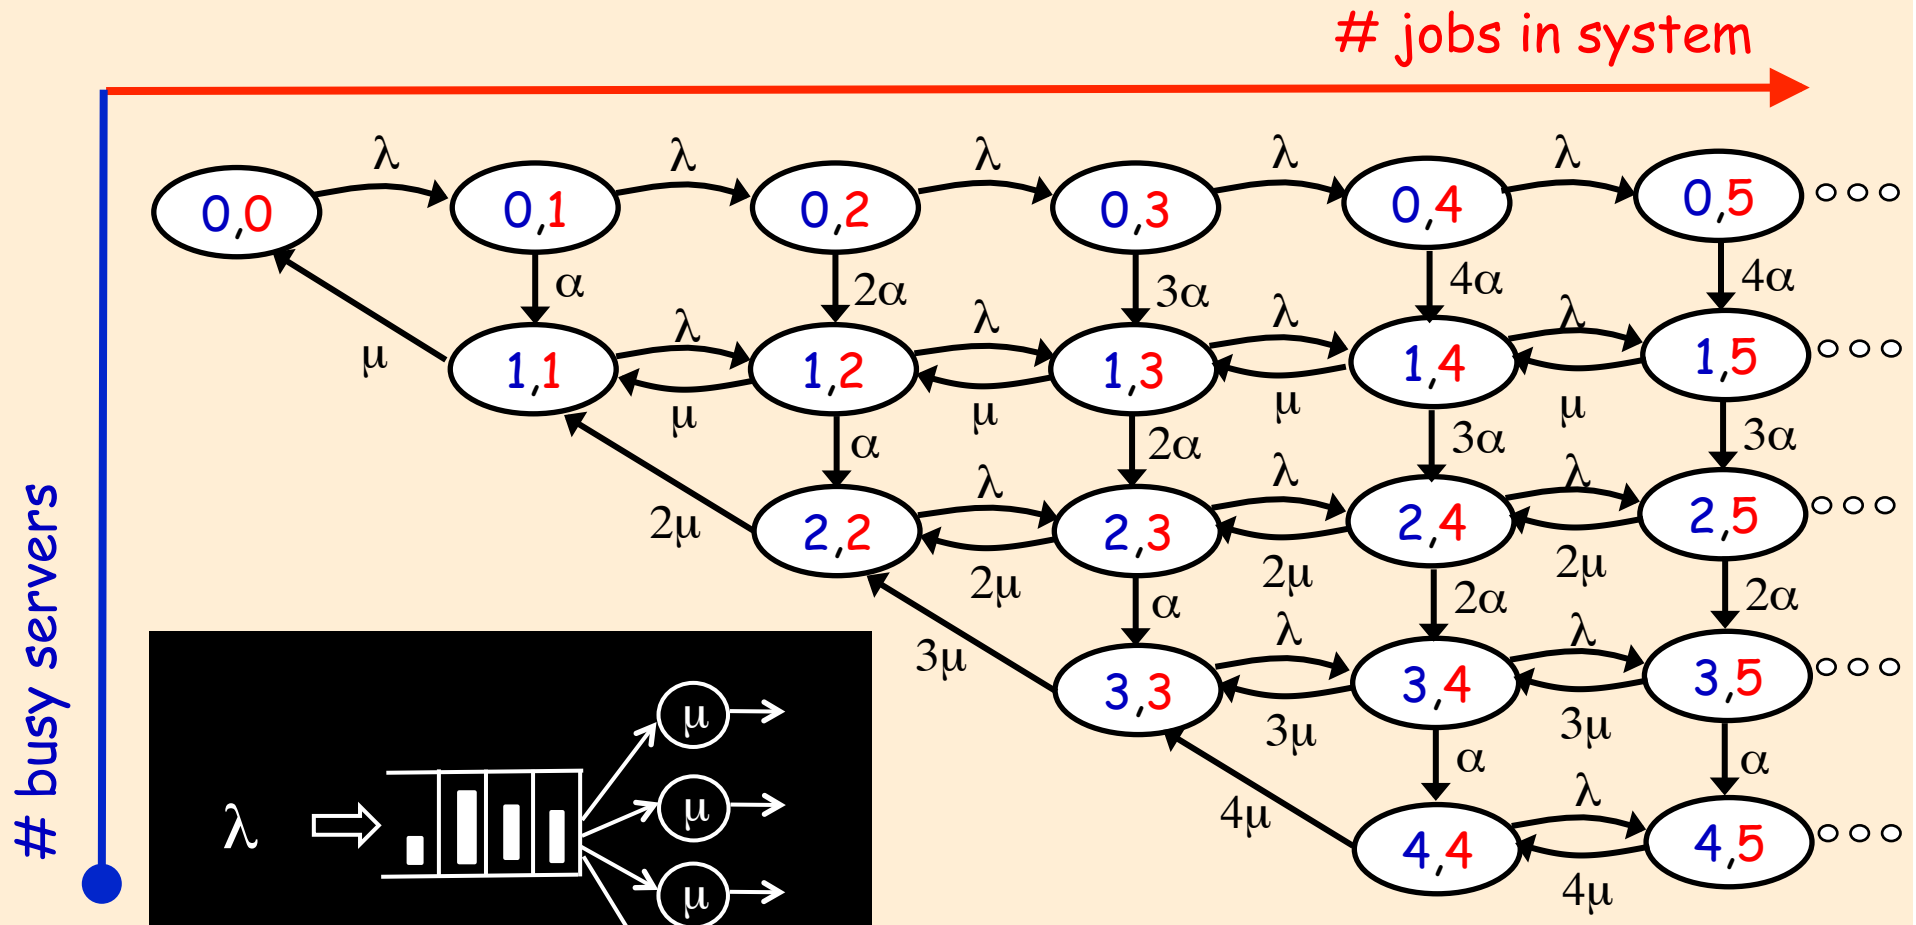 # jobs in system
λ λ λ λ λ
0,0 0,1 0,2 0,3 0,4 0,5
α 2α 3α 4α 4α
λ λ λ λ
μ 1,1 1,2 1,3 1,4 1,5
μ μ μ μ
α 2α 3α 3α
λ λ λ
2μ 2,2 2,3 2,4 2,5
2μ 2μ 2μ
α 2α 2α
λ λ
3μ 3,3 3,4 3,5
3μ 3μ
α α
λ
4μ 4,4 4,5
4μ
# busy servers
μ
μ
λ
μ